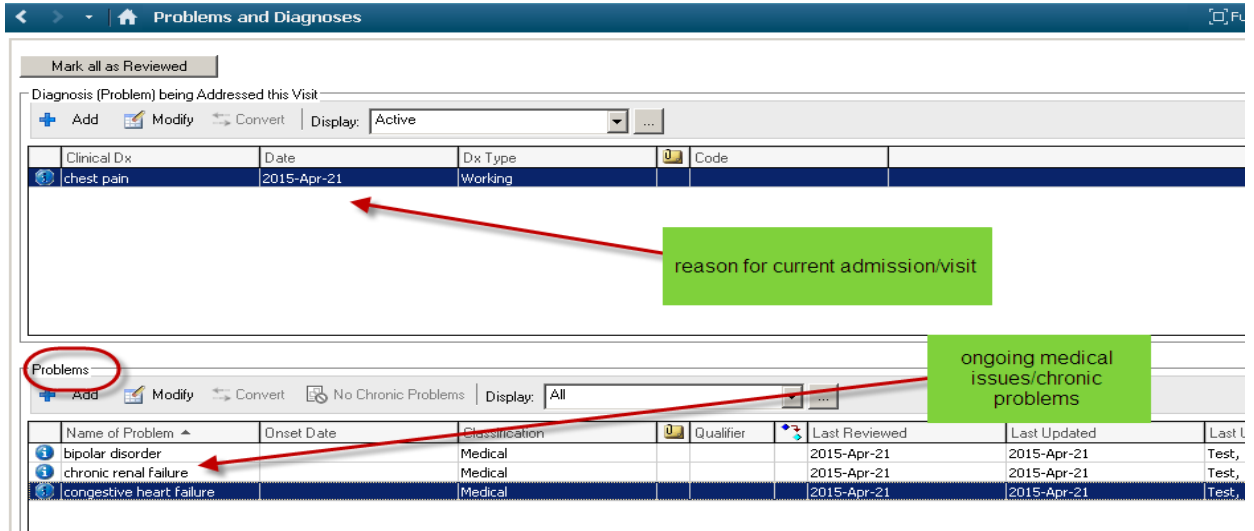 Problems and Diagnoses
Mark all as Reviewed
Diagnosis (Problem) being Addressed this Visit
Add Modify Convert Display: Active ...
Clinical Dx Date Dx Type Code
chest pain 2015-Apr-21 Working
reason for current admission/visit
ongoing medical
issues/chronic
problems
Problems
Add Modify Convert No Chronic Problems Display: All ...
Name of Problem Onset Date Classification Qualifier Last Reviewed Last Updated Last
bipolar disorder Medical 2015-Apr-21 2015-Apr-21 Test,
chronic renal failure Medical 2015-Apr-21 2015-Apr-21 Test,
congestive heart failure Medical 2015-Apr-21 2015-Apr-21 Test,